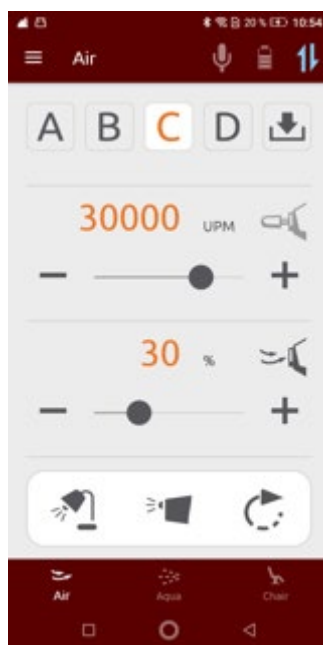 20 % 10:54
Air
A B C D
30000 UPM
30 %
Air Aqua Chair